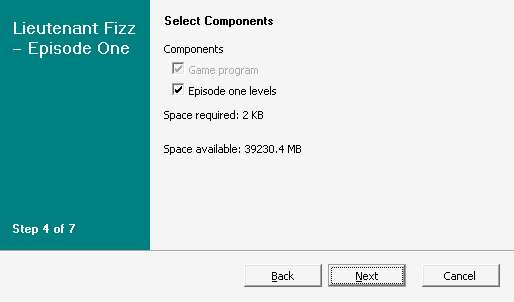 Lieutenant Fizz
– Episode One
Select Components
Components
Game program
Episode one levels
Space required: 2 KB
Space available: 39230.4 MB
Step 4 of 7
Back
Next
Cancel